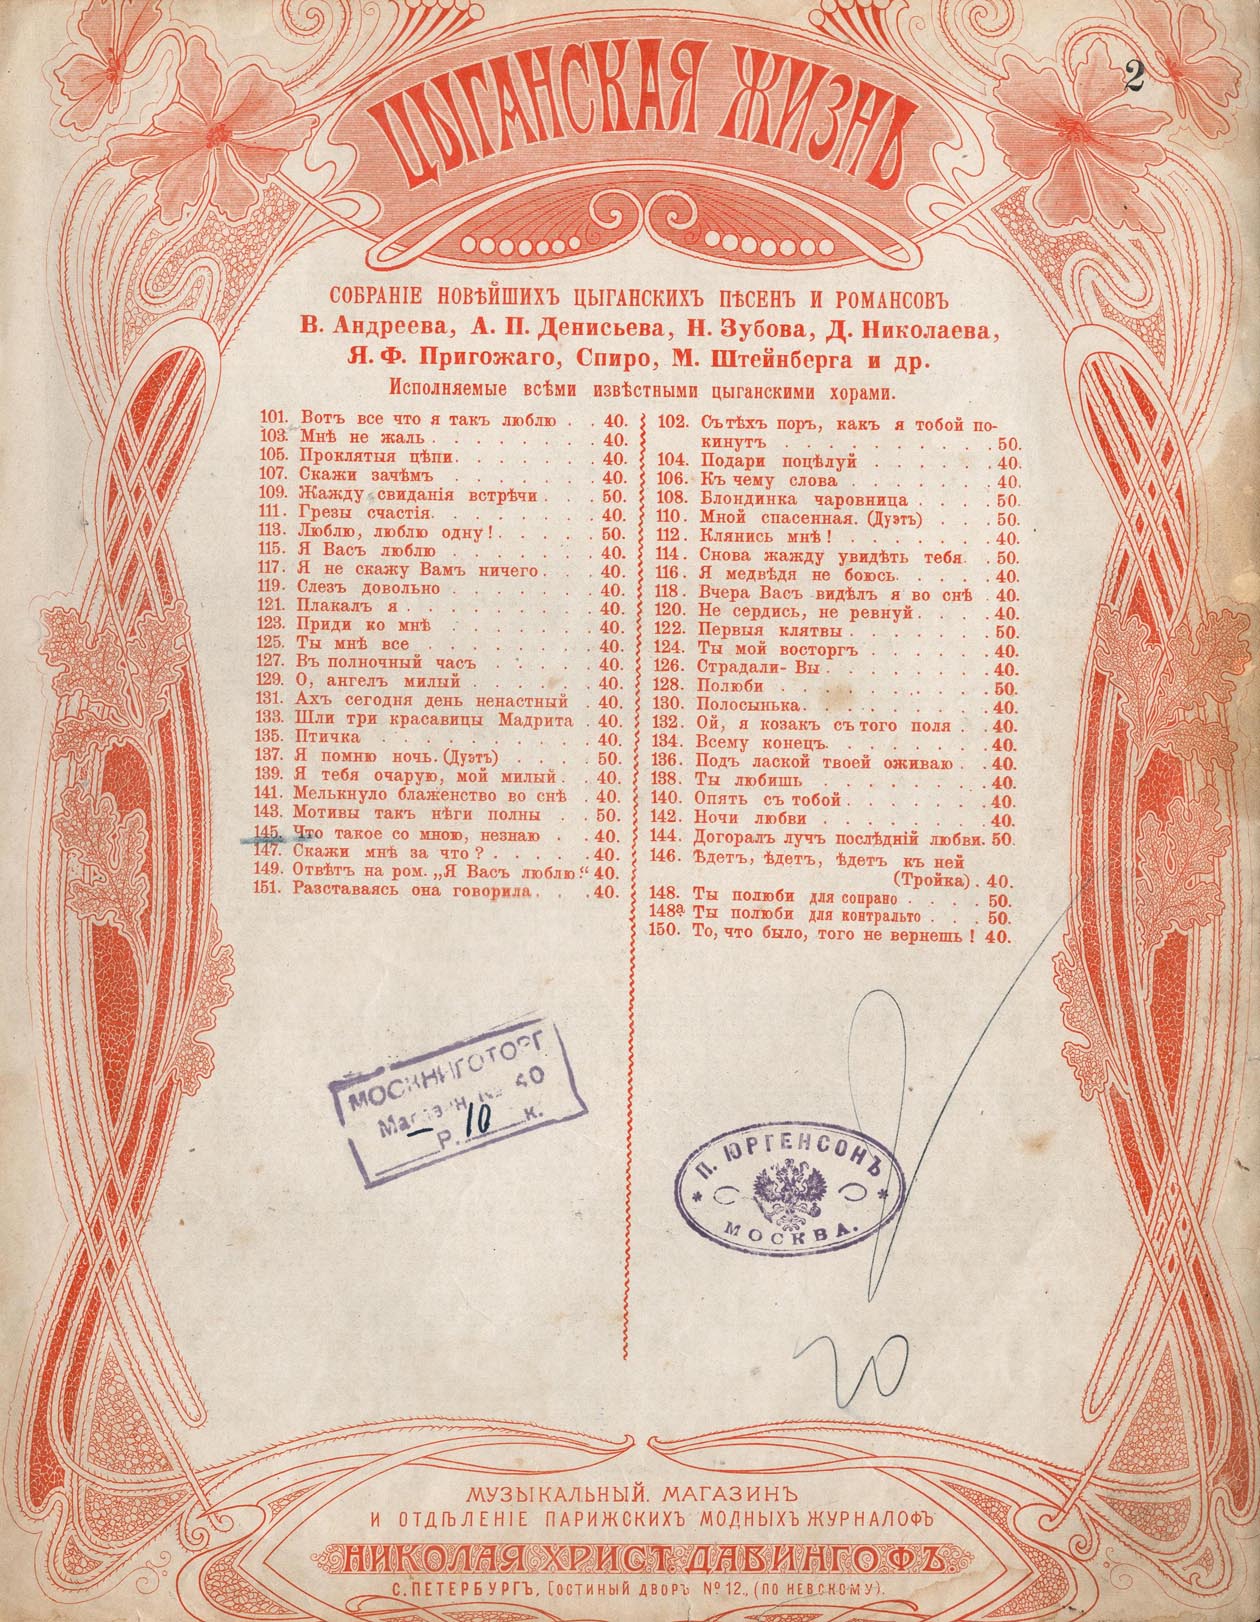 2
ЦЫГАНСКАЯ ЖИЗНЬ
СОБРАНІЕ НОВѢЙШИХЪ ЦЫГАНСКИХЪ ПѢСЕНЪ И РОМАНСОВЪ
В. Андреева, А. П. Денисьева, Н. Зубова, Д. Николаева,
Я. Ф. Пригожаго, Спиро, М. Штейнберга и др.
Исполняемые всѣми извѣстными цыганскими хорами.
101. Вотъ все что я такъ люблю . . 40.
103. Мнѣ не жаль . . . . . . . . 40.
105. Проклятыя цѣпи. . . . . . . 40.
107. Скажи зачѣмъ . . . . . . . 40.
109. Жажду свиданія встрѣчи . . . 50.
111. Грезы счастія. . . . . . . . 40.
113. Люблю, люблю одну! . . . . . 50.
115. Я Васъ люблю . . . . . . . 40.
117. Я не скажу Вамъ ничего . . . 40.
119. Слезъ довольно . . . . . . . 40.
121. Плакалъ я . . . . . . . . . 40.
123. Приди ко мнѣ . . . . . . . 40.
125. Ты мнѣ все . . . . . . . . 40.
127. Въ полночный часъ . . . . . 40.
129. О, ангелъ милый . . . . . . 40.
131. Ахъ сегодня день ненастный . 40.
133. Шли три красавицы Мадрита . 40.
135. Птичка . . . . . . . . . . 40.
137. Я помню ночь. (Дуэтъ) . . . . 50.
139. Я тебя очарую, мой милый . . 40.
141. Мелькнуло блаженство во снѣ . 40.
143. Мотивы такъ нѣги полны . . 50.
145. Что такое со мною, незнаю . . 40.
147. Скажи мнѣ за что? . . . . . 40.
149. Отвѣтъ на ром. „Я Васъ люблю" 40.
151. Разставаясь она говорила . . . 40.
102. Съ тѣхъ поръ, какъ я тобой по-
кинутъ . . . . . . . . . . 50.
104. Подари поцѣлуй . . . . . . 40.
106. Къ чему слова . . . . . . . 40.
108. Блондинка чаровница . . . . 50.
110. Мной спасенная. (Дуэтъ) . . . 50.
112. Клянись мнѣ! . . . . . . . 40.
114. Снова жажду увидѣть тебя . . 50.
116. Я медвѣдя не боюсь . . . . . 40.
118. Вчера Васъ видѣлъ я во снѣ . 40.
120. Не сердись, не ревнуй . . . . 40.
122. Первыя клятвы . . . . . . . 50.
124. Ты мой восторгъ . . . . . . 40.
126. Страдали- Вы . . . . . . . . 40.
128. Полюби . . . . . . . . . . 50.
130. Полосынька. . . . . . . . . 40.
132. Ой, я козакъ съ того поля . . 40.
134. Всему конецъ. . . . . . . . 40.
136. Подъ лаской твоей оживаю . . 40.
138. Ты любишь . . . . . . . . 40.
140. Опять съ тобой . . . . . . . 40.
142. Ночи любви . . . . . . . . 40.
144. Догоралъ лучъ послѣдній любви. 50.
146. Ѣдетъ, ѣдетъ, ѣдетъ къ ней
(Тройка) . 40.
148. Ты полюби для сопрано . . . . 50.
148а. Ты полюби для контральто . . . 50.
150. То, что было, того не вернешь! 40.
МОСКНИГОТОРГ
Магазин № 40
Р. 10 к.
П. ЮРГЕНСОНЪ
МОСКВА.
20
МУЗЫКАЛЬНЫЙ. МАГАЗИНЪ
И ОТДѢЛЕНІЕ ПАРИЖСКИХЪ МОДНЫХЪ ЖУРНАЛОФЪ
НИКОЛАЯ ХРИСТ. ДАВИНГОФЪ.
С. ПЕТЕРБУРГЪ, Гостиный дворъ № 12., (по Невскому).